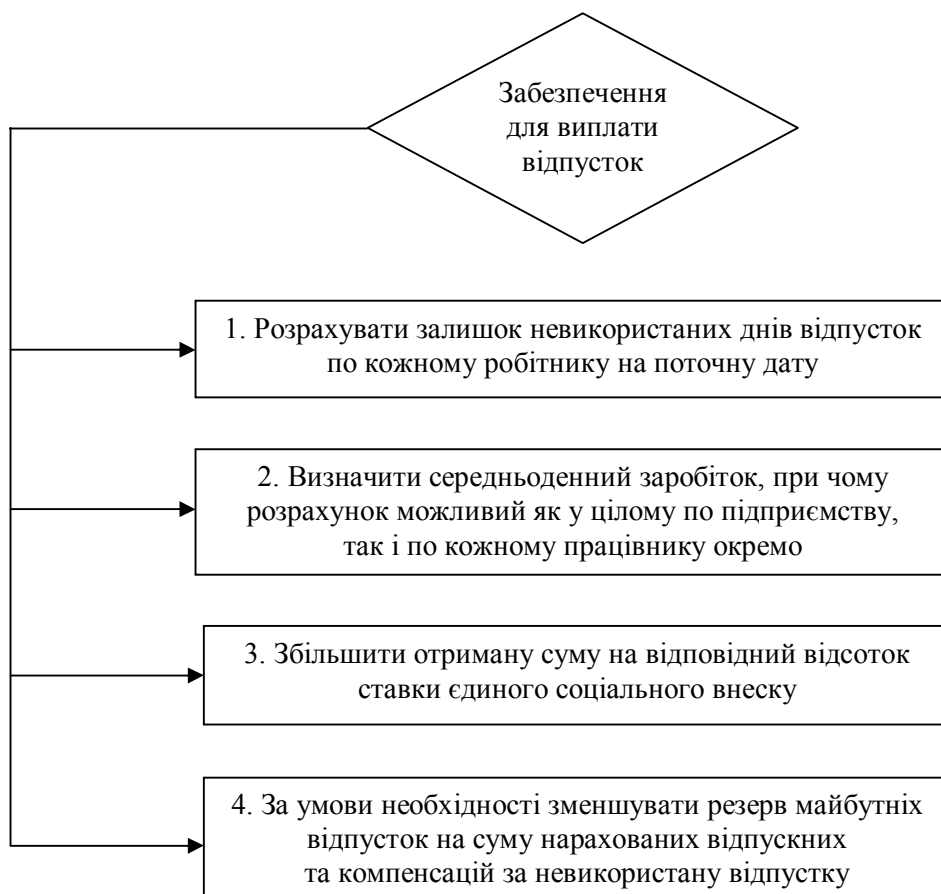 Забезпечення
для виплати
відпусток
1. Розрахувати залишок невикористаних днів відпусток
по кожному робітнику на поточну дату
2. Визначити середньоденний заробіток, при чому
розрахунок можливий як у цілому по підприємству,
так і по кожному працівнику окремо
3. Збільшити отриману суму на відповідний відсоток
ставки єдиного соціального внеску
4. За умови необхідності зменшувати резерв майбутніх
відпусток на суму нарахованих відпускних
та компенсацій за невикористану відпустку